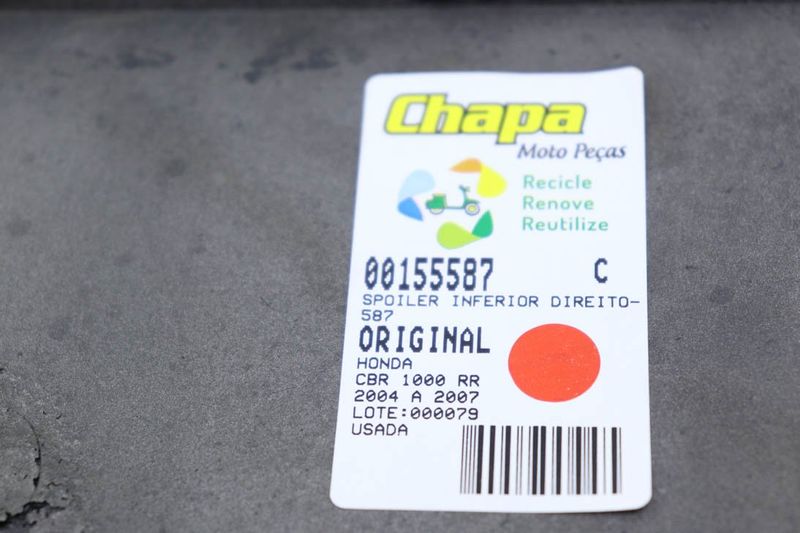 Chapa
Moto Peças
Recicle
Renove
Reutilize
00155587 C
SPOILER INFERIOR DIREITO-
587
ORIGINAL
HONDA
CBR 1000 RR
2004 A 2007
LOTE:000079
USADA